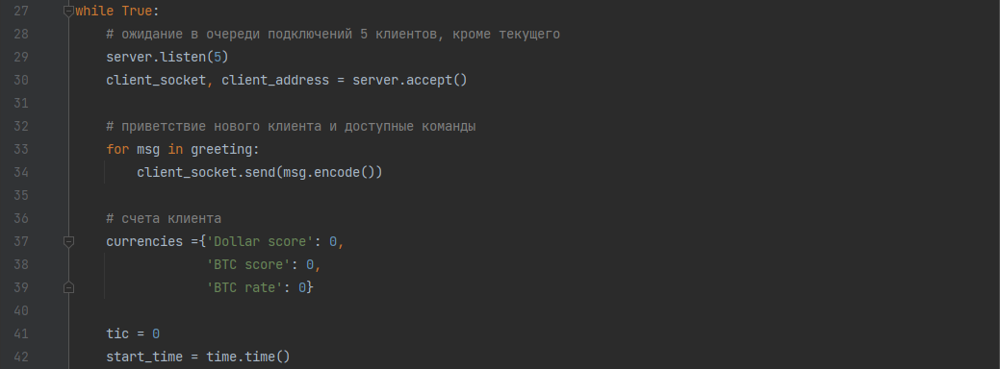 27 while True:
28 # ожидание в очереди подключений 5 клиентов, кроме текущего
29 server.listen(5)
30 client_socket, client_address = server.accept()
31
32 # приветствие нового клиента и доступные команды
33 for msg in greeting:
34 client_socket.send(msg.encode())
35
36 # счета клиента
37 currencies ={'Dollar score': 0,
38 'BTC score': 0,
39 'BTC rate': 0}
40
41 tic = 0
42 start_time = time.time()